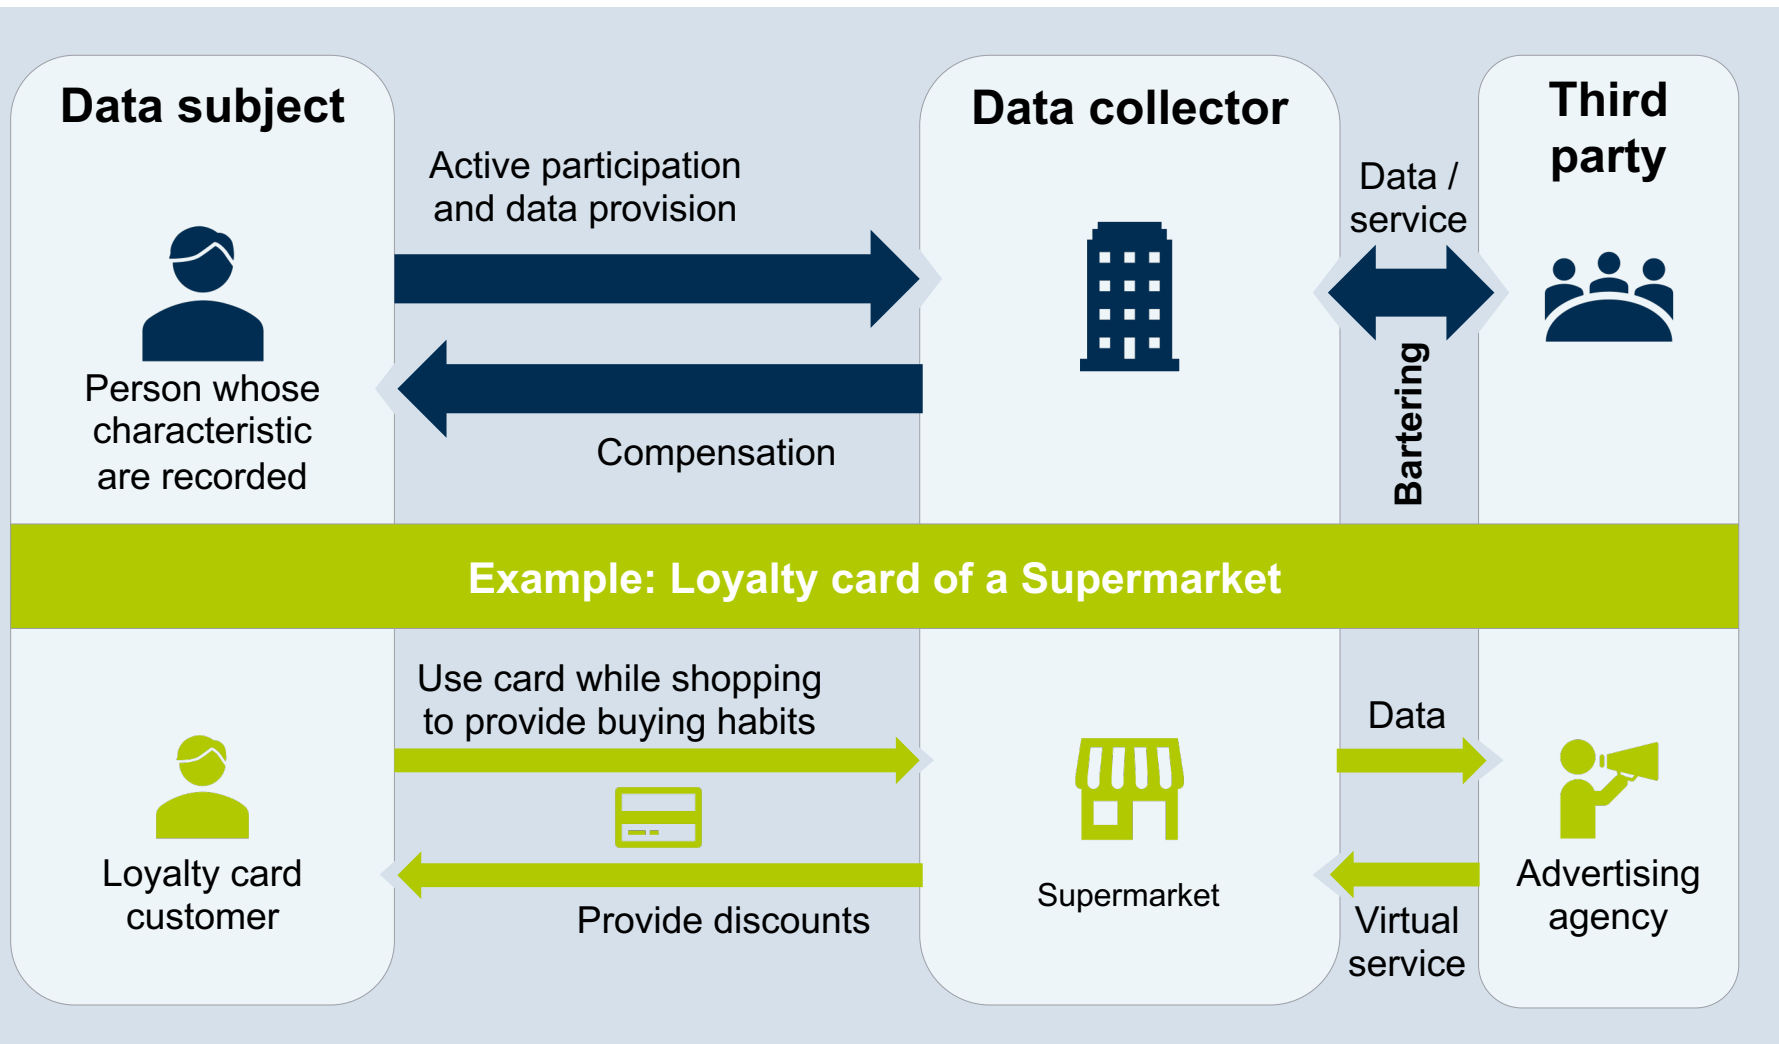 Data subject
Active participation
and data provision
Data collector
Data /
service
Third
party
Person whose
characteristic
are recorded
Compensation
Bartering
Example: Loyalty card of a Supermarket
Use card while shopping
to provide buying habits
Data
Loyalty card
customer
Provide discounts
Supermarket
Virtual
service
Advertising
agency